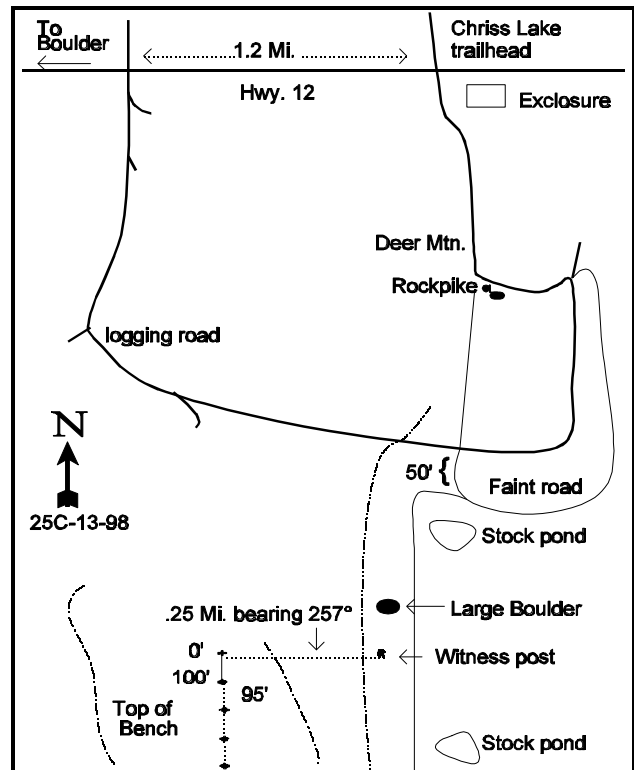 To
Boulder
1.2 Mi.
Chriss Lake
trailhead
Hwy. 12
Exclosure
Deer Mtn.
Rockpike
logging road
N
50' {
Faint road
25C-13-98
Stock pond
Large Boulder
.25 Mi. bearing 257°
0'
Witness post
100'
95'
Top of
Bench
Stock pond